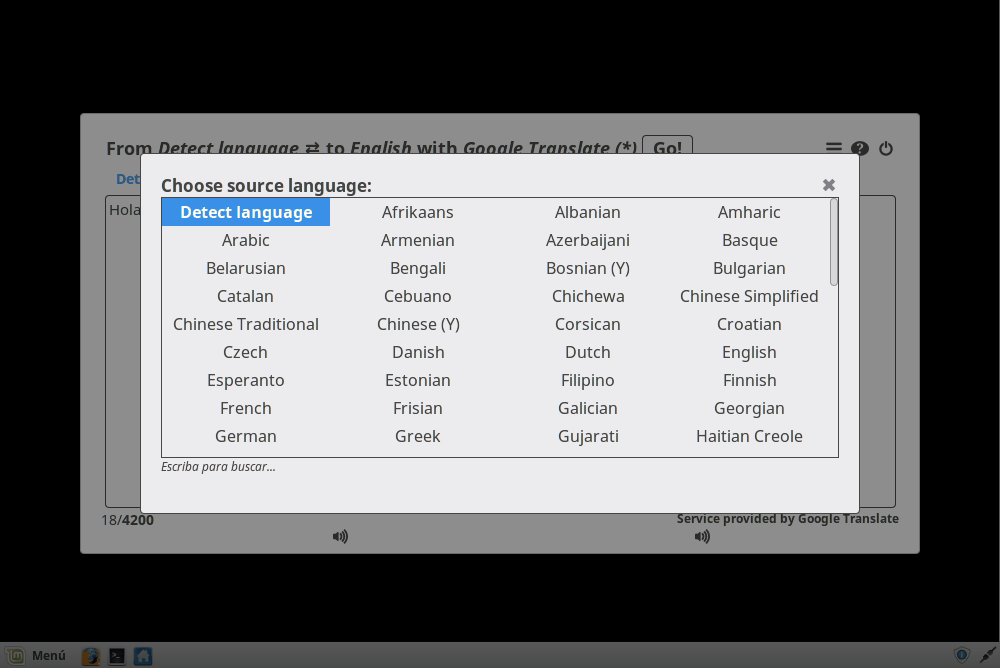 From Detect language ⇄ to English with Google Translate (*) Go!
Det
Choose source language:
Hola
Detect language Afrikaans Albanian Amharic
Arabic Armenian Azerbaijani Basque
Belarusian Bengali Bosnian (Y) Bulgarian
Catalan Cebuano Chichewa Chinese Simplified
Chinese Traditional Chinese (Y) Corsican Croatian
Czech Danish Dutch English
Esperanto Estonian Filipino Finnish
French Frisian Galician Georgian
German Greek Gujarati Haitian Creole
Escriba para buscar...
18/4200 Service provided by Google Translate
Menú